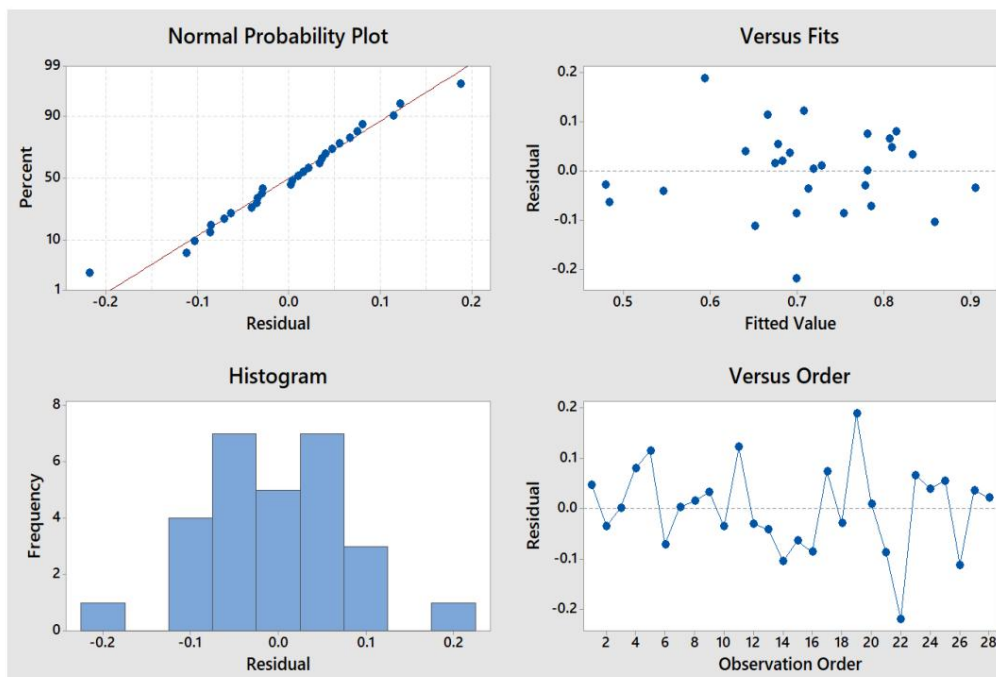 Normal Probability Plot
99
90
50
10
1
Percent
-0.2 -0.1 0.0 0.1 0.2
Residual
Versus Fits
0.2
0.1
0.0
-0.1
-0.2
Residual
0.5 0.6 0.7 0.8 0.9
Fitted Value
Histogram
8
6
4
2
0
Frequency
-0.2 -0.1 0.0 0.1 0.2
Residual
Versus Order
0.2
0.1
0.0
-0.1
-0.2
Residual
2 4 6 8 10 12 14 16 18 20 22 24 26 28
Observation Order